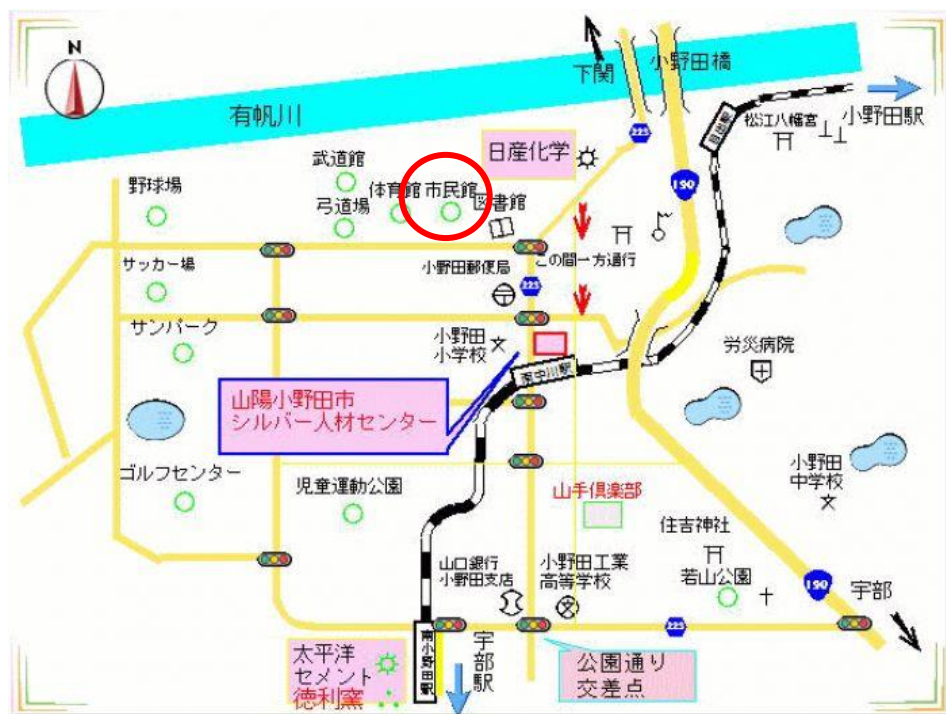 N
下関
小野田橋
小野田駅
有帆川
225
目出駅
松江八幡宮
日産化学
190
武道館
野球場
体育館
市民館
図書館
弓道場
サッカー場
小野田郵便局
この間一方通行
225
サンパーク
小野田
小学校
労災病院
南中川駅
山陽小野田市
シルバー人材センター
ゴルフセンター
児童運動公園
山手倶楽部
小野田
中学校
住吉神社
山口銀行
小野田支店
小野田工業
高等学校
若山公園
190
宇部
225
太平洋
セメント
徳利窯
南小野田駅
宇部駅
公園通り
交差点